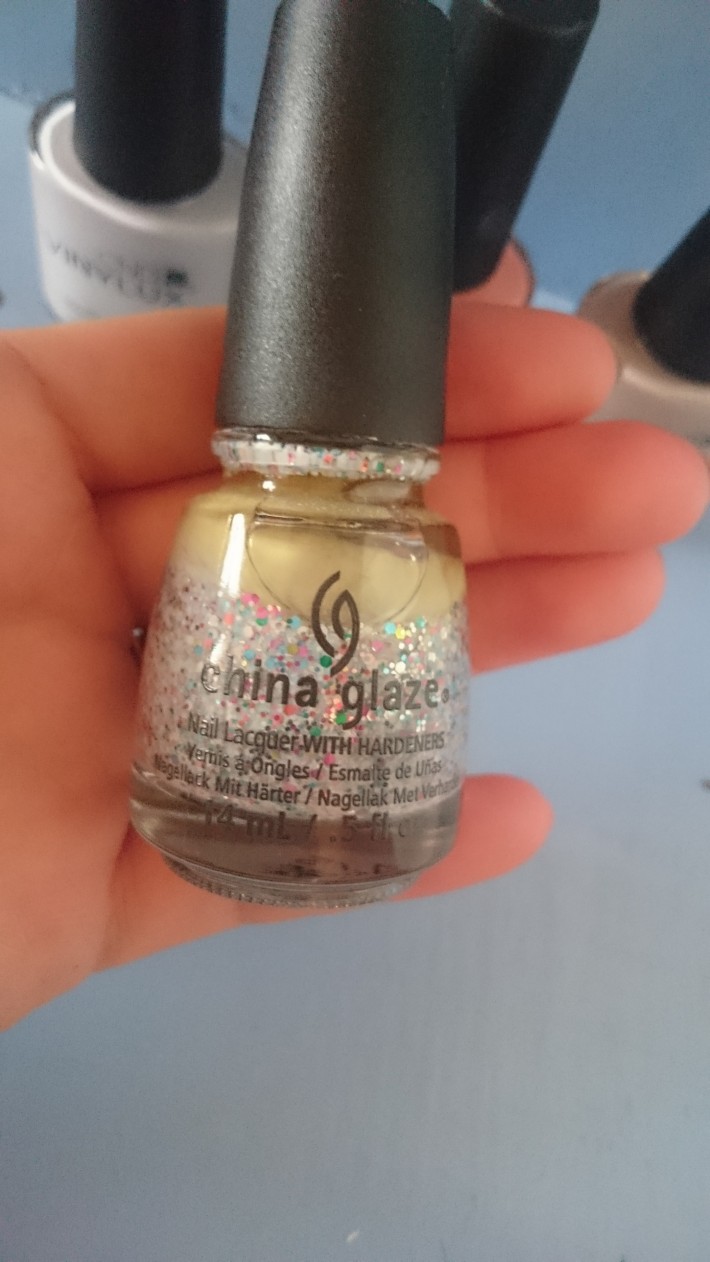 VINYLUX
china glaze®
Nail Lacquer WITH HARDENERS
Vernis à Ongles / Esmalte de Uñas
Nagellack Mit Härter / Nagellak Met
14 mL / .5 fl.